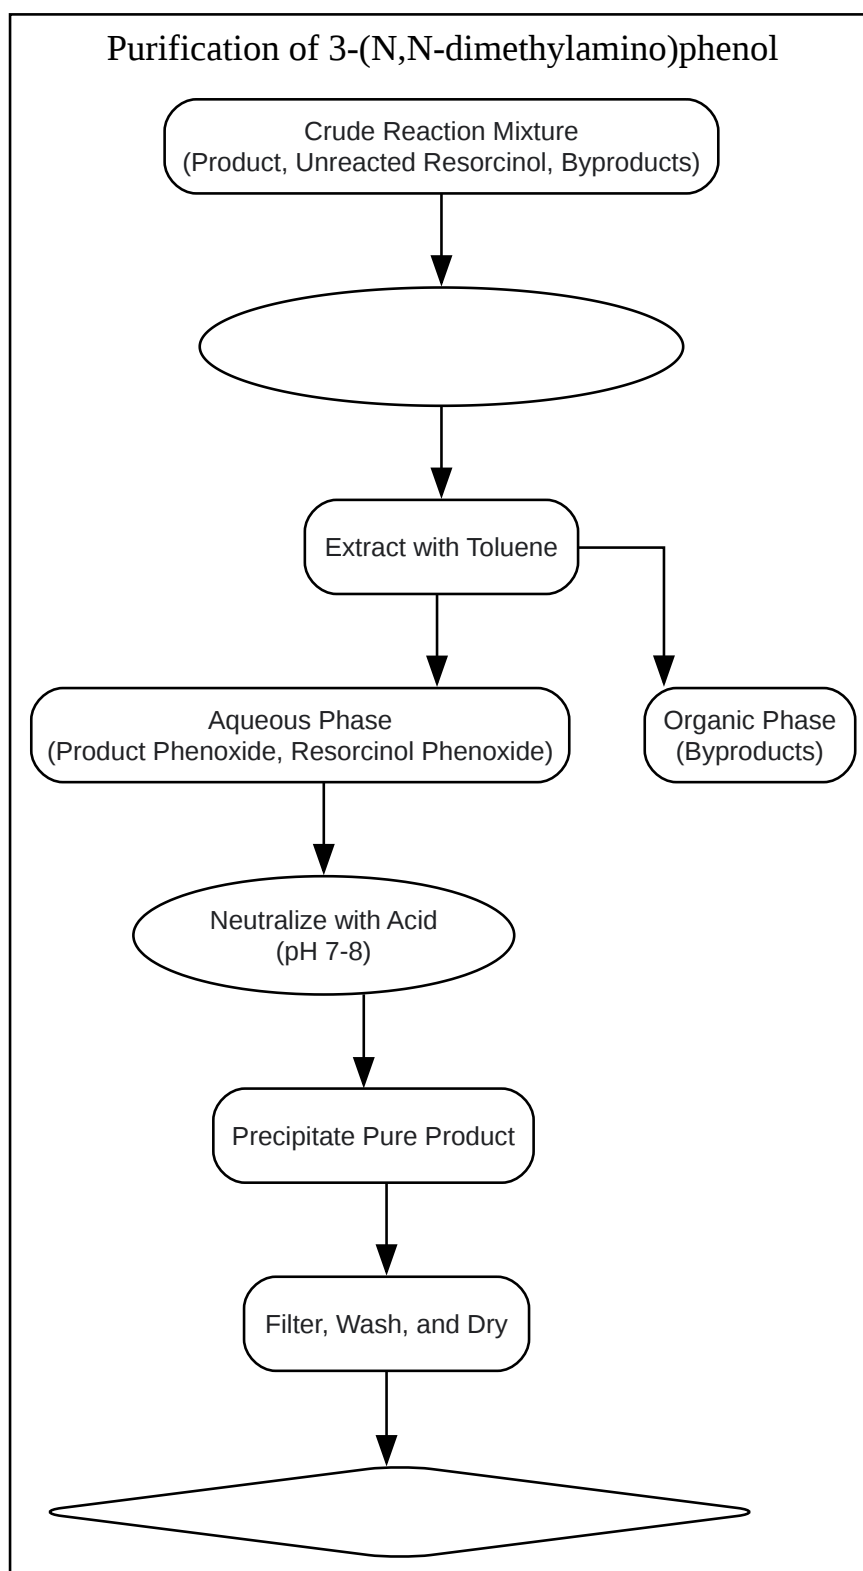 Purification of 3-(N,N-dimethylamino)phenol
Crude Reaction Mixture
(Product, Unreacted Resorcinol, Byproducts)
Extract with Toluene
Aqueous Phase
(Product Phenoxide, Resorcinol Phenoxide)
Organic Phase
(Byproducts)
Neutralize with Acid
(pH 7-8)
Precipitate Pure Product
Filter, Wash, and Dry